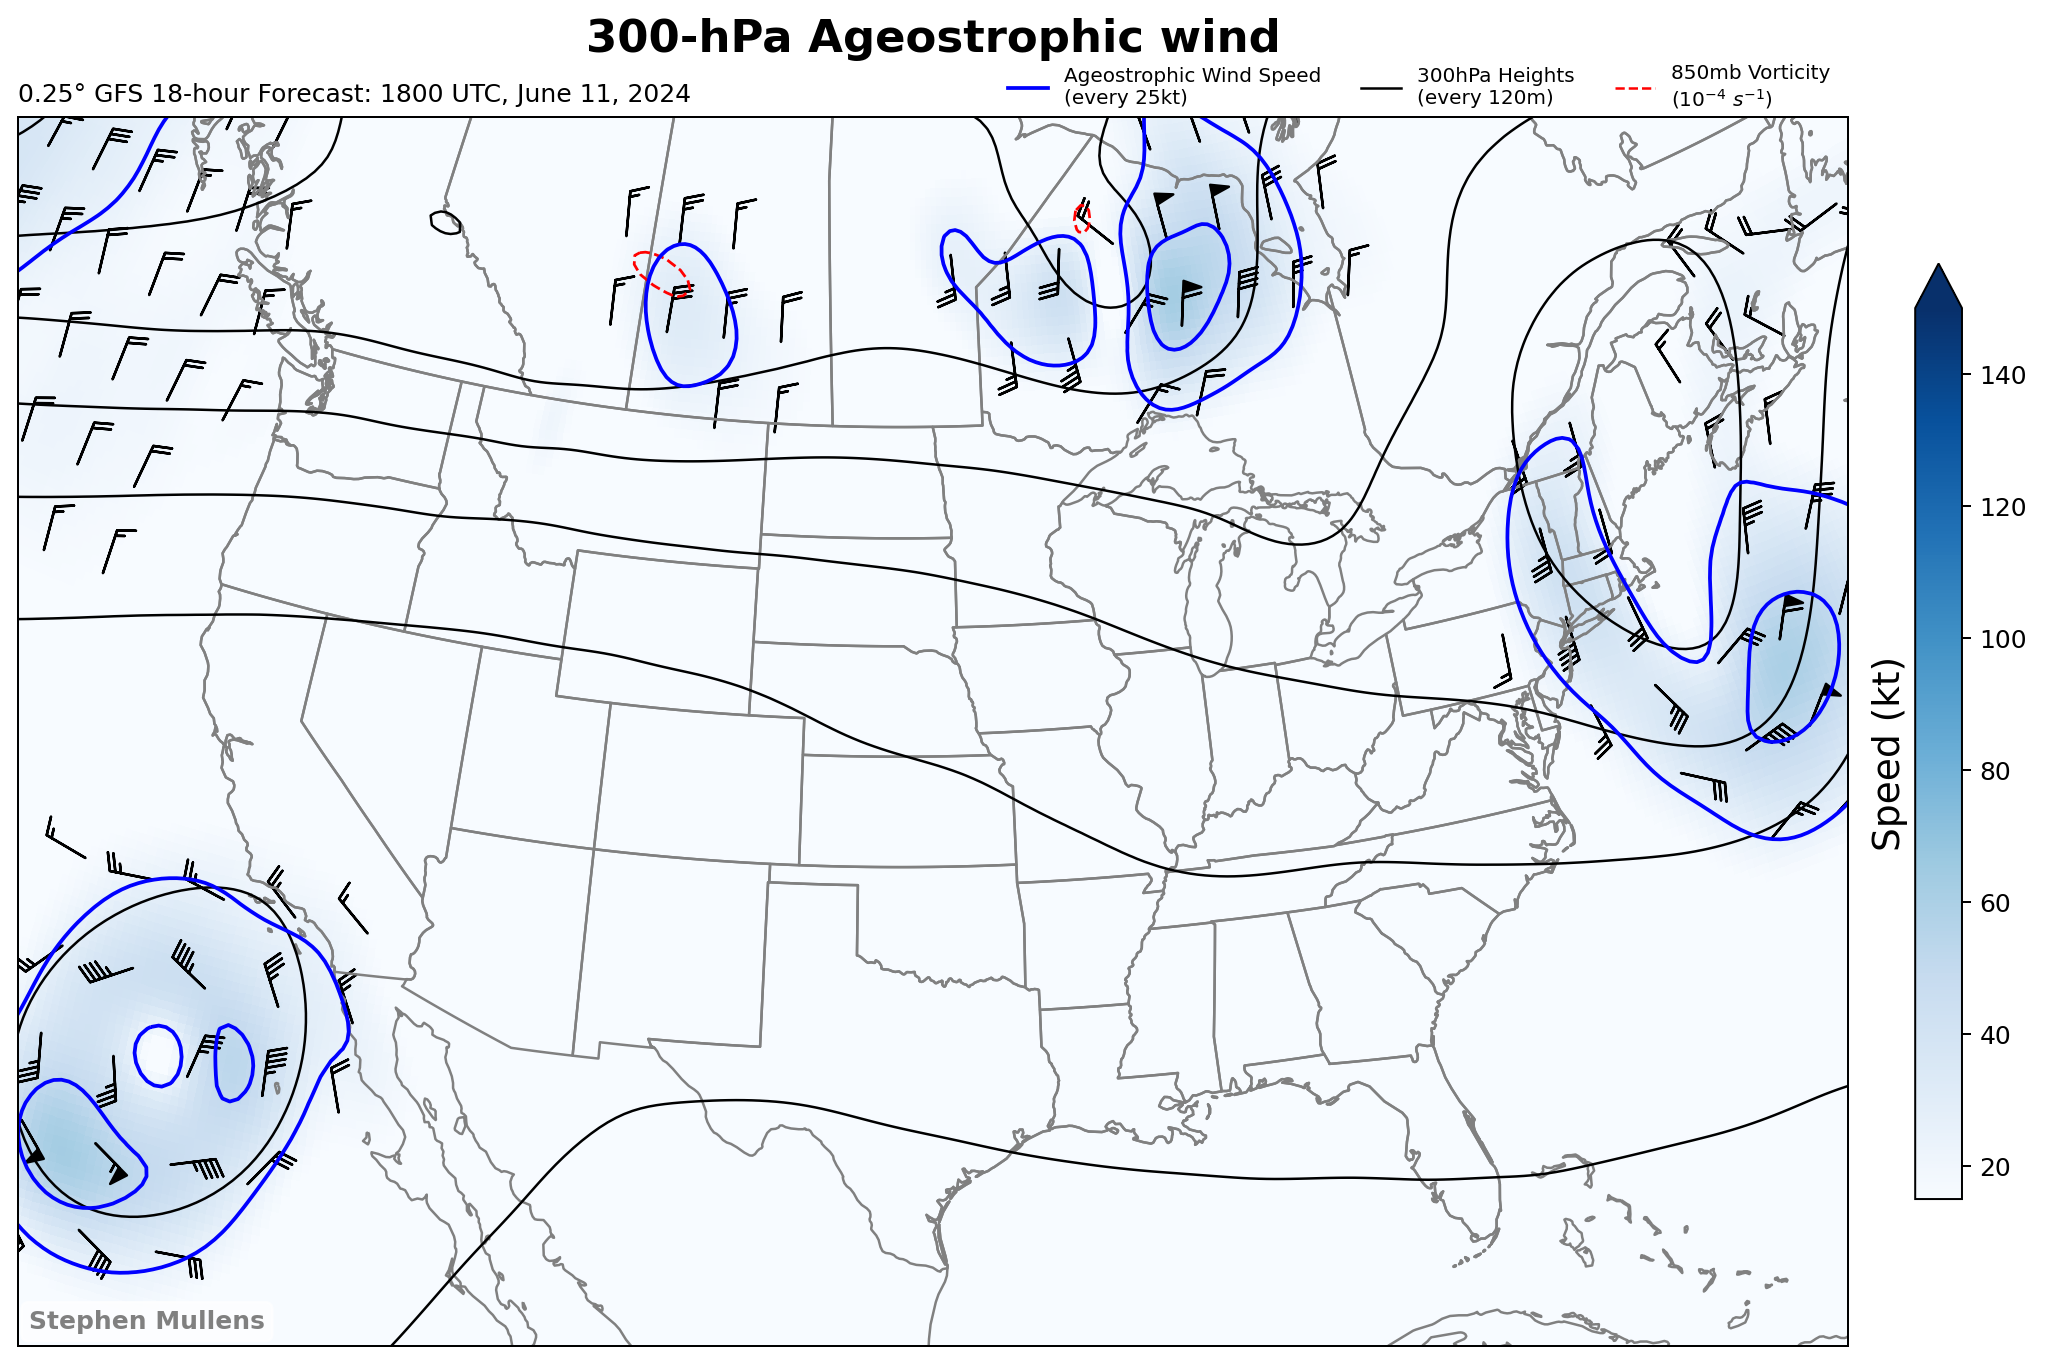 300-hPa Ageostrophic wind
0.25° GFS 18-hour Forecast: 1800 UTC, June 11, 2024
Ageostrophic Wind Speed
(every 25kt)
300hPa Heights
(every 120m)
850mb Vorticity
(10⁻⁴ s⁻¹)
140
120
100
80
60
40
20
Speed (kt)
Stephen Mullens